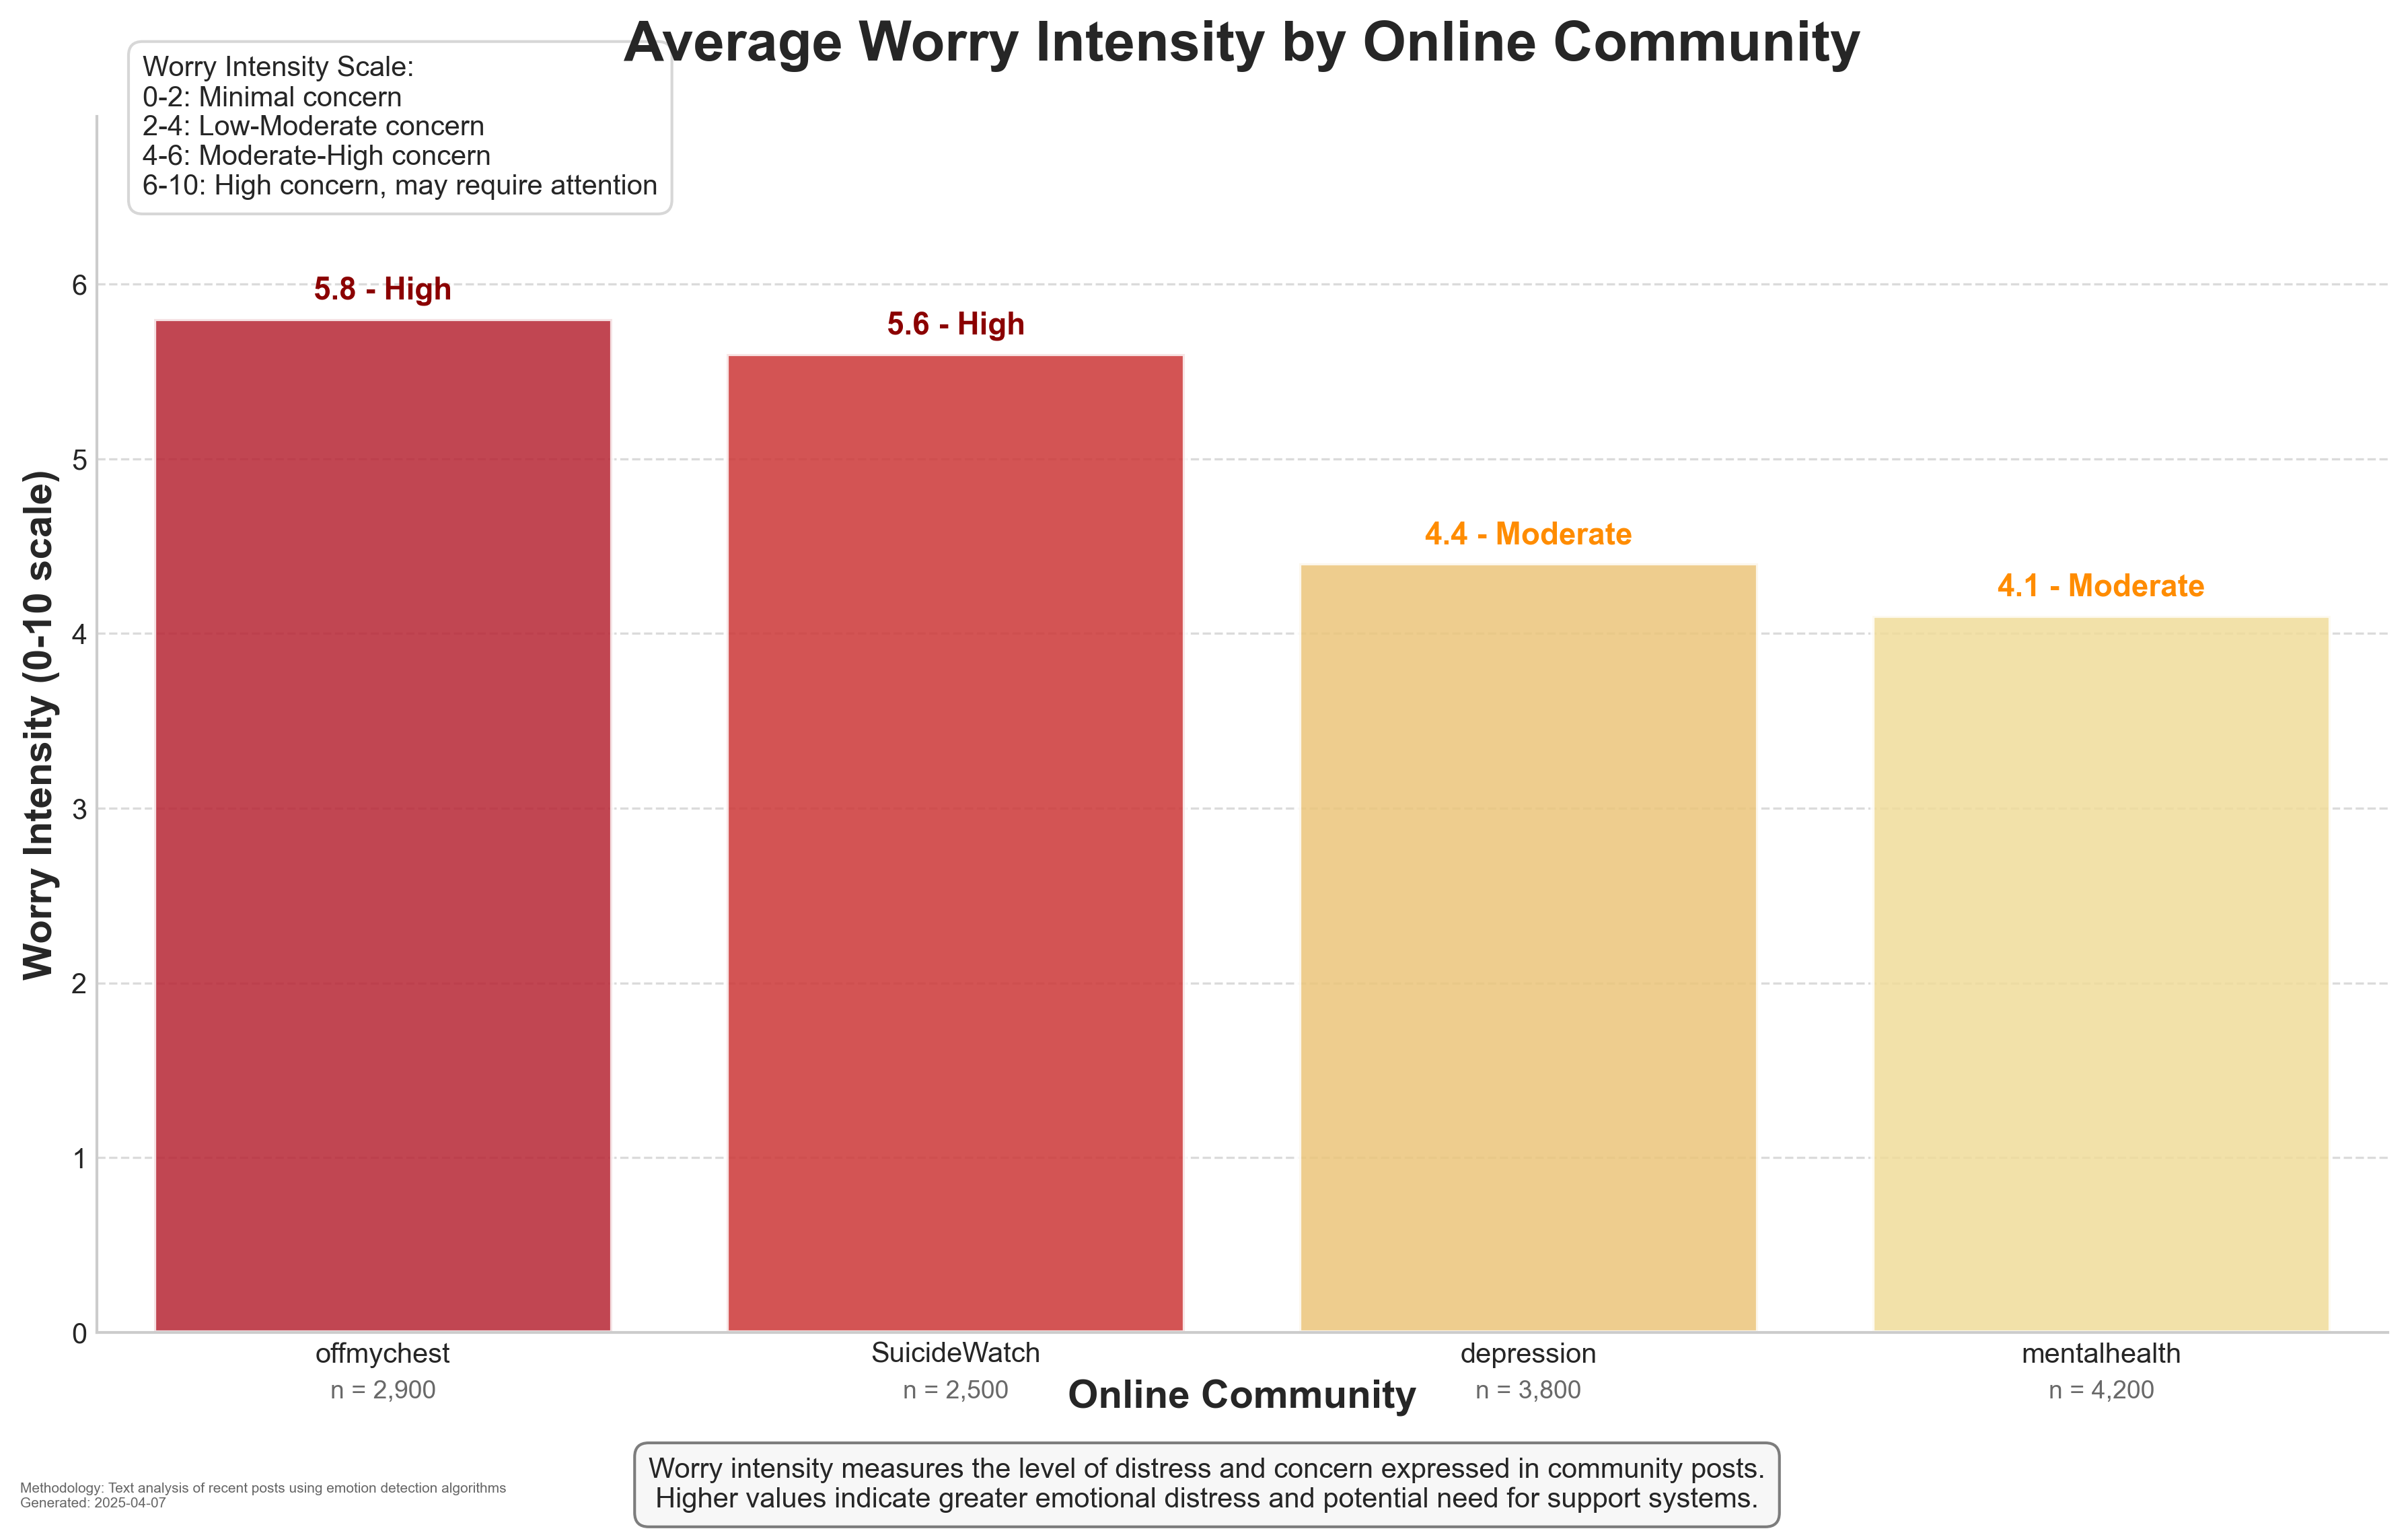 Average Worry Intensity by Online Community
Worry Intensity Scale:
0-2: Minimal concern
2-4: Low-Moderate concern
4-6: Moderate-High concern
6-10: High concern, may require attention
Worry Intensity (0-10 scale)
6
5
4
3
2
1
0
5.8 - High
5.6 - High
4.4 - Moderate
4.1 - Moderate
offmychest
n = 2,900
SuicideWatch
n = 2,500
depression
n = 3,800
mentalhealth
n = 4,200
Online Community
Worry intensity measures the level of distress and concern expressed in community posts.
Higher values indicate greater emotional distress and potential need for support systems.
Methodology: Text analysis of recent posts using emotion detection algorithms
Generated: 2025-04-07